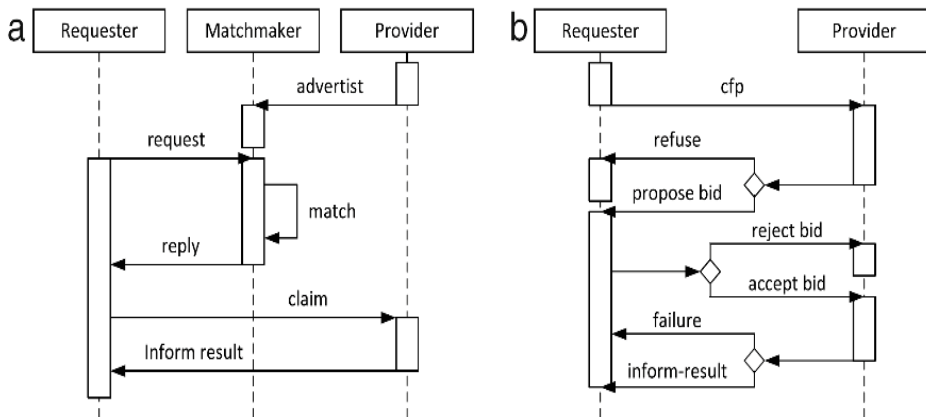 a
Requester
Matchmaker
Provider
advertist
request
match
reply
claim
Inform result
b
Requester
Provider
cfp
refuse
propose bid
reject bid
accept bid
failure
inform-result